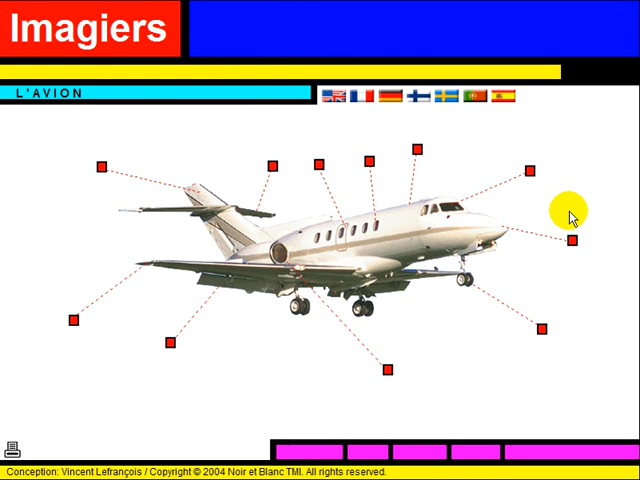 Imagiers
L'AVION
Conception: Vincent Lefrançois / Copyright © 2004 Noir et Blanc TMI. All rights reserved.